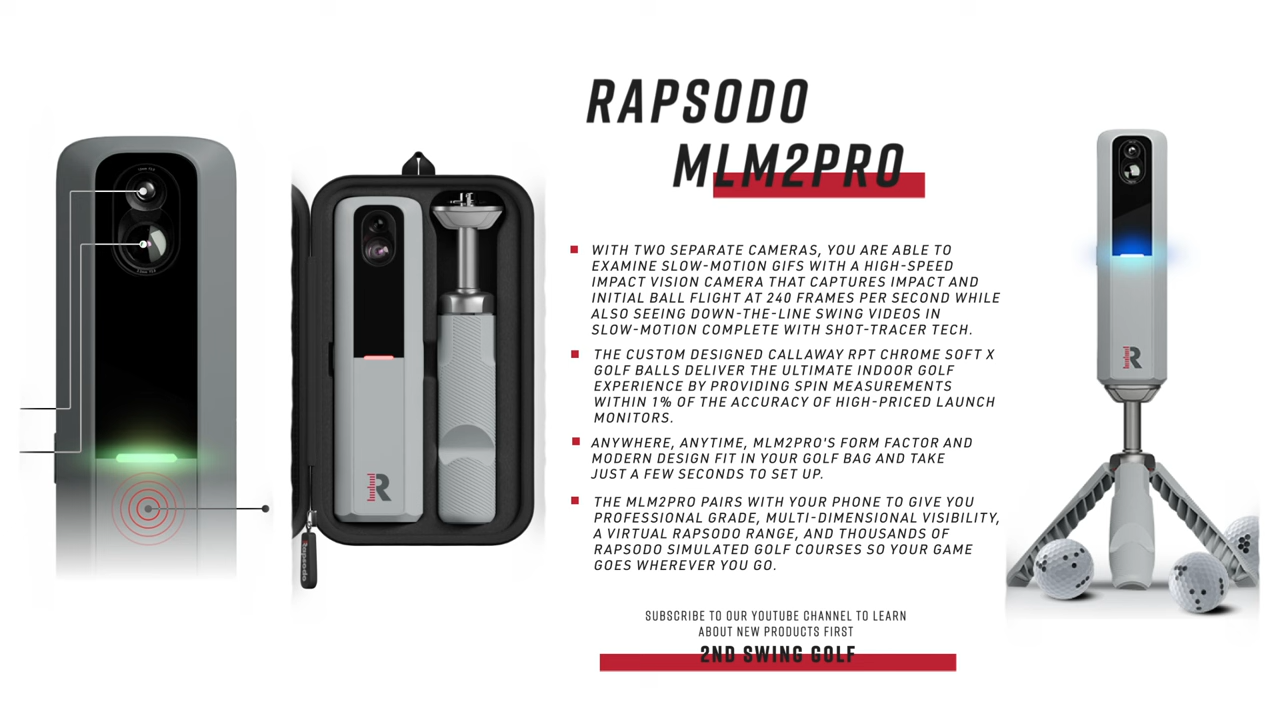 RAPSODO
MLM2PRO
WITH TWO SEPARATE CAMERAS, YOU ARE ABLE TO
EXAMINE SLOW-MOTION GIFS WITH A HIGH-SPEED
IMPACT VISION CAMERA THAT CAPTURES IMPACT AND
INITIAL BALL FLIGHT AT 240 FRAMES PER SECOND WHILE
ALSO SEEING DOWN-THE-LINE SWING VIDEOS IN
SLOW-MOTION COMPLETE WITH SHOT-TRACER TECH.
THE CUSTOM DESIGNED CALLAWAY RPT CHROME SOFT X
GOLF BALLS DELIVER THE ULTIMATE INDOOR GOLF
EXPERIENCE BY PROVIDING SPIN MEASUREMENTS
WITHIN 1% OF THE ACCURACY OF HIGH-PRICED LAUNCH
MONITORS.
ANYWHERE, ANYTIME, MLM2PRO'S FORM FACTOR AND
MODERN DESIGN FIT IN YOUR GOLF BAG AND TAKE
JUST A FEW SECONDS TO SET UP.
THE MLM2PRO PAIRS WITH YOUR PHONE TO GIVE YOU
PROFESSIONAL GRADE, MULTI-DIMENSIONAL VISIBILITY,
A VIRTUAL RAPSODO RANGE, AND THOUSANDS OF
RAPSODO SIMULATED GOLF COURSES SO YOUR GAME
GOES WHEREVER YOU GO.
SUBSCRIBE TO OUR YOUTUBE CHANNEL TO LEARN
ABOUT NEW PRODUCTS FIRST
2ND SWING GOLF
R
Rapsodo
R